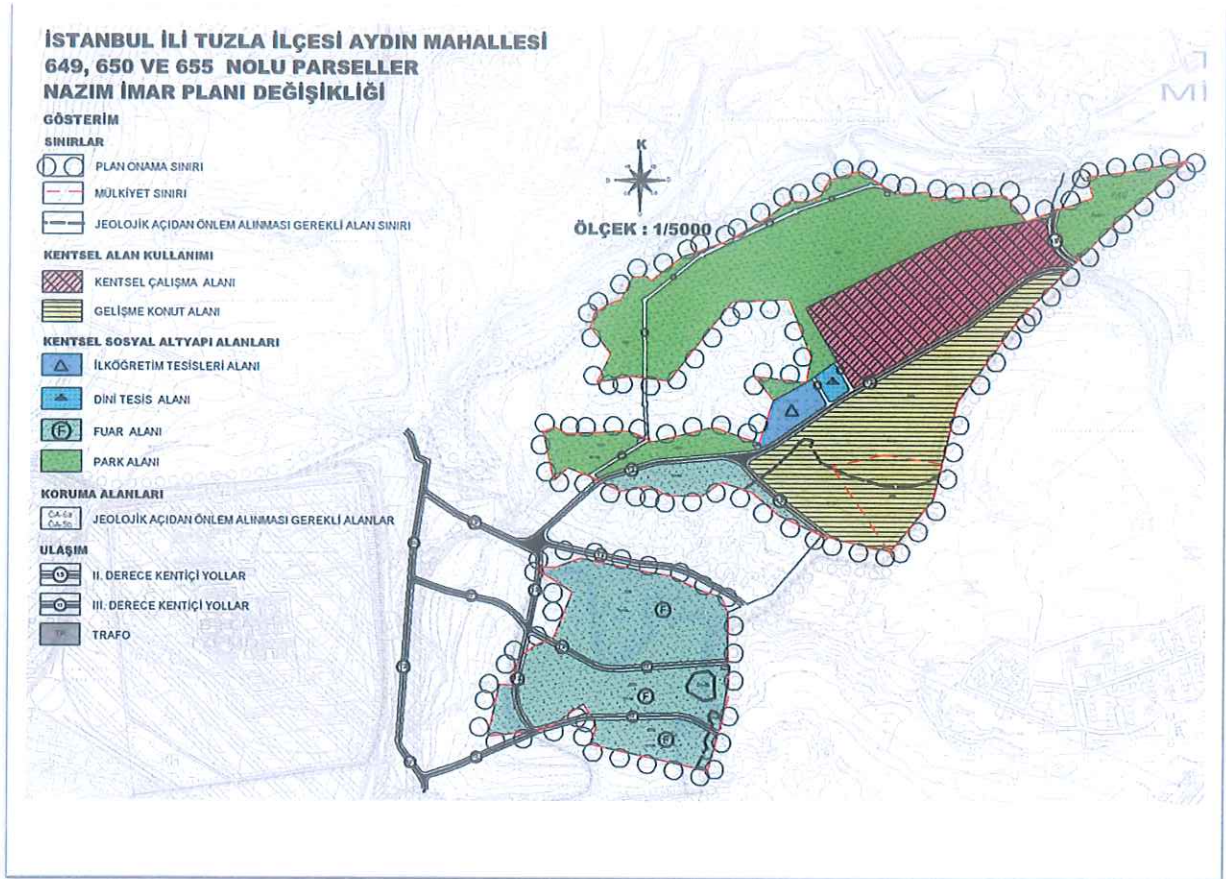 İSTANBUL İLİ TUZLA İLÇESİ AYDIN MAHALLESİ
649, 650 VE 655 NOLU PARSELLER
NAZIM İMAR PLANI DEĞİŞİKLİĞİ
GÖSTERİM
SINIRLAR
PLAN ONAMA SINIRI
MÜLKİYET SINIRI
JEOLOJİK AÇIDAN ÖNLEM ALINMASI GEREKLİ ALAN SINIRI
KENTSEL ALAN KULLANIMI
KENTSEL ÇALIŞMA ALANI
GELİŞME KONUT ALANI
KENTSEL SOSYAL ALTYAPI ALANLARI
İLKÖĞRETİM TESİSLERİ ALANI
DİNİ TESİS ALANI
F FUAR ALANI
PARK ALANI
KORUMA ALANLARI
JEOLOJİK AÇIDAN ÖNLEM ALINMASI GEREKLİ ALANLAR
ULAŞIM
II. DERECE KENTİÇİ YOLLAR
III. DERECE KENTİÇİ YOLLAR
TRAFO
K
ÖLÇEK : 1/5000
Mİ
F
F
F